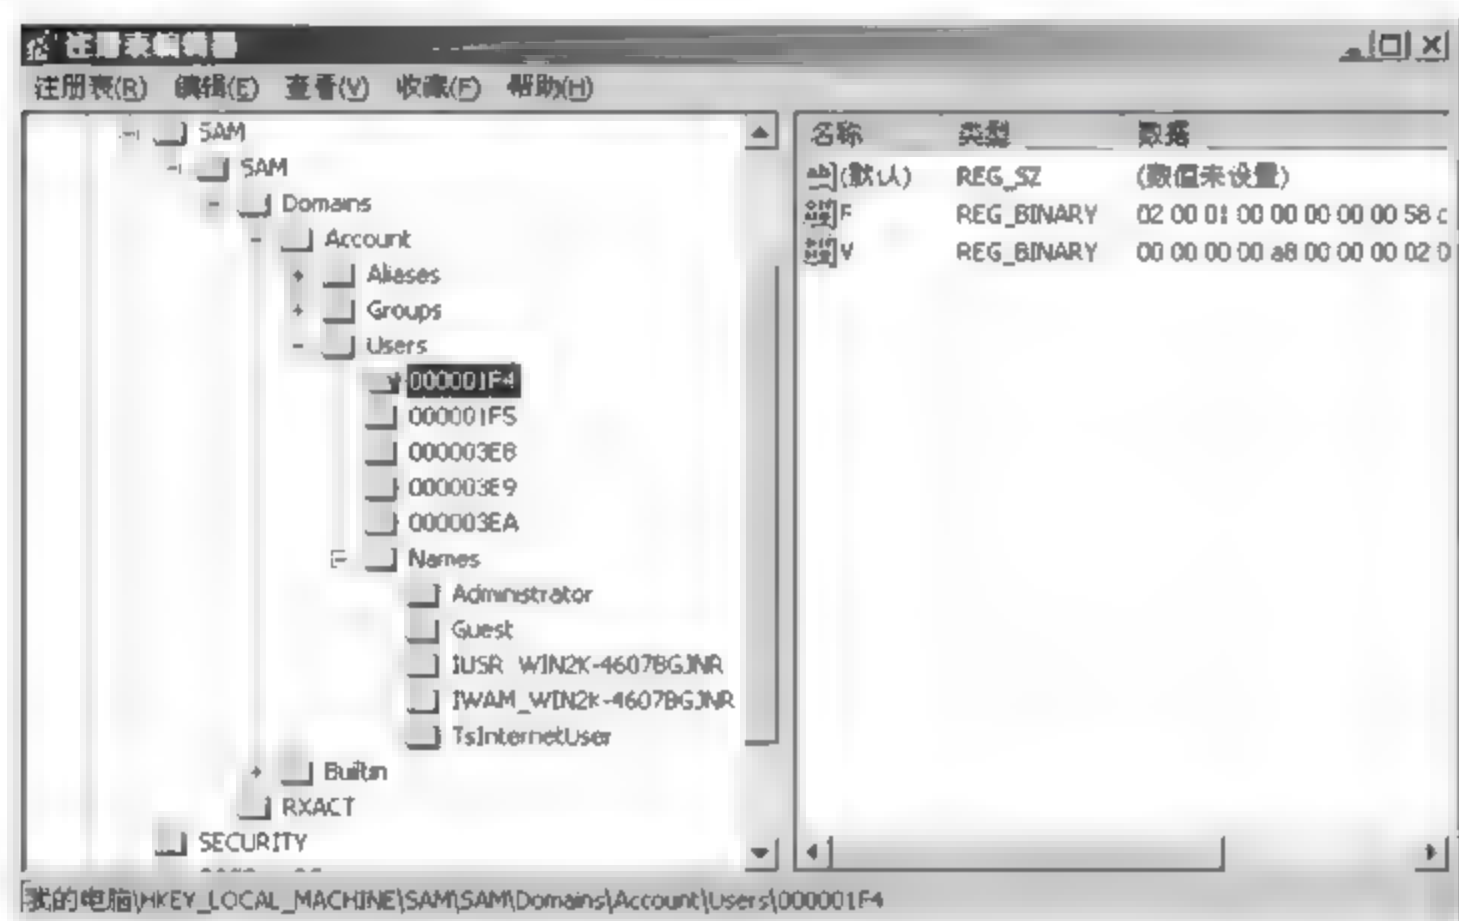 注册表编辑器
注册表(R) 编辑(E) 查看(V) 收藏(F) 帮助(H)
SAM
SAM
Domains
Account
Aliases
Groups
Users
000001F4
000001F5
000003E8
000003E9
000003EA
Names
Administrator
Guest
IUSR_WIN2K-4607BGJNR
IWAM_WIN2K-4607BGJNR
TsInternetUser
Builtin
RXACT
SECURITY
名称 类型 数据
(默认) REG_SZ (数值未设置)
F REG_BINARY 02 00 01 00 00 00 00 00 58 c
V REG_BINARY 00 00 00 00 a8 00 00 00 02 0
我的电脑\HKEY_LOCAL_MACHINE\SAM\SAM\Domains\Account\Users\000001F4